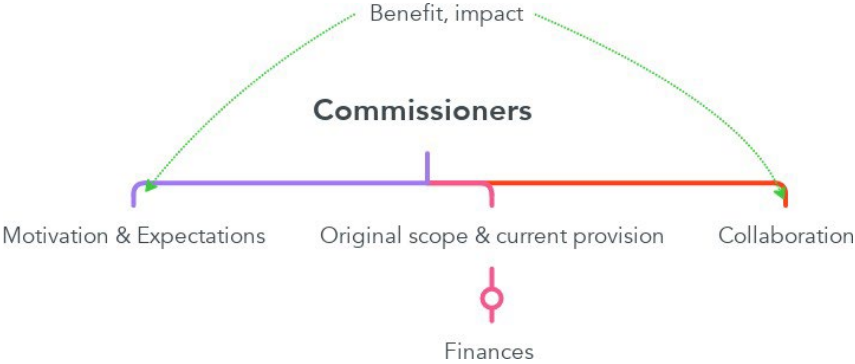 Benefit, impact
Commissioners
Motivation & Expectations
Original scope & current provision
Collaboration
Finances